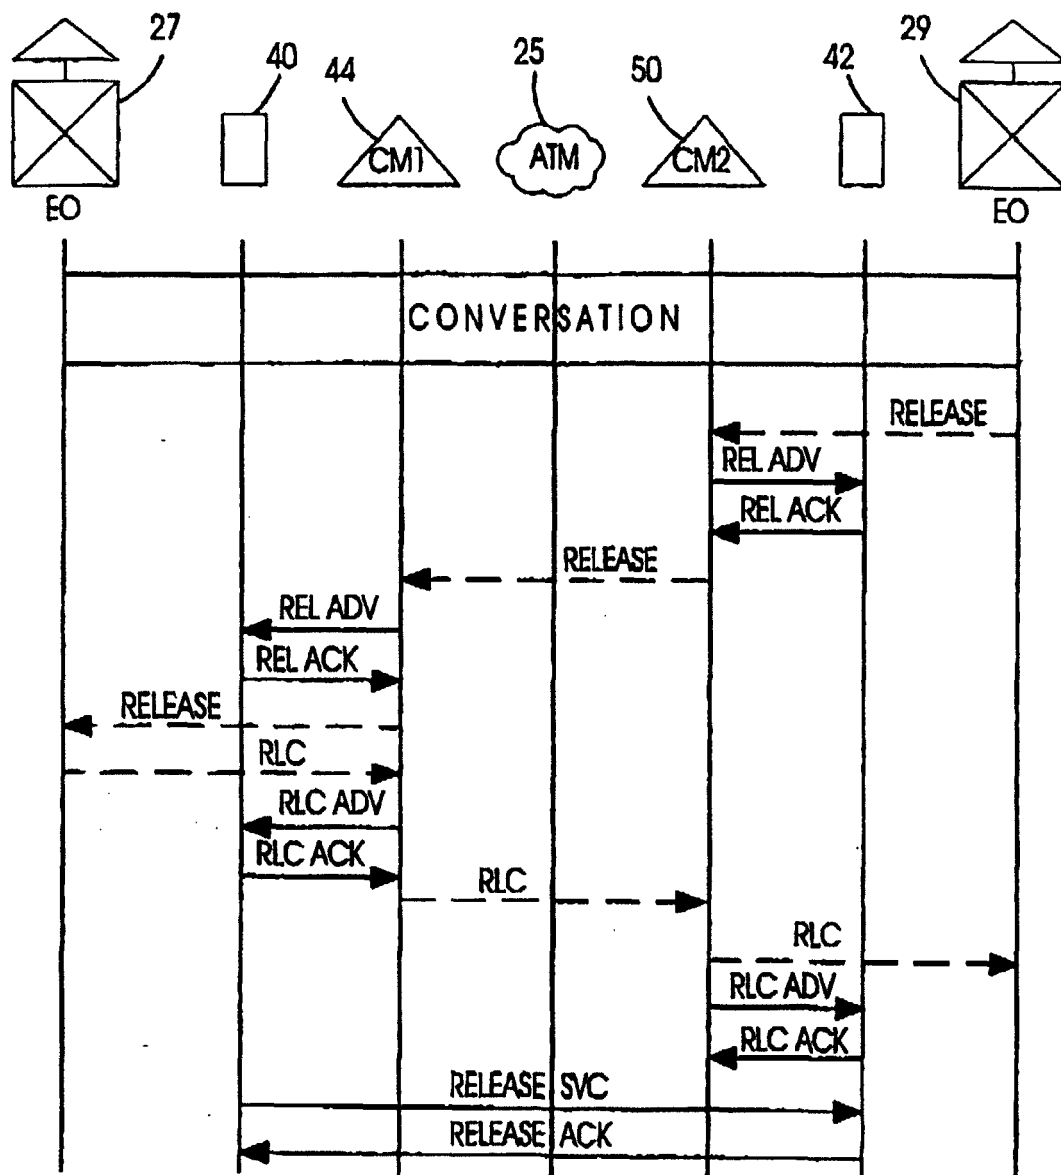 27
40
44
25
50
42
29
CM1
ATM
CM2
EO
EO
CONVERSATION
RELEASE
REL ADV
REL ACK
RELEASE
REL ADV
REL ACK
RELEASE
RLC
RLC ADV
RLC ACK
RLC
RLC
RLC ADV
RLC ACK
RELEASE SVC
RELEASE ACK